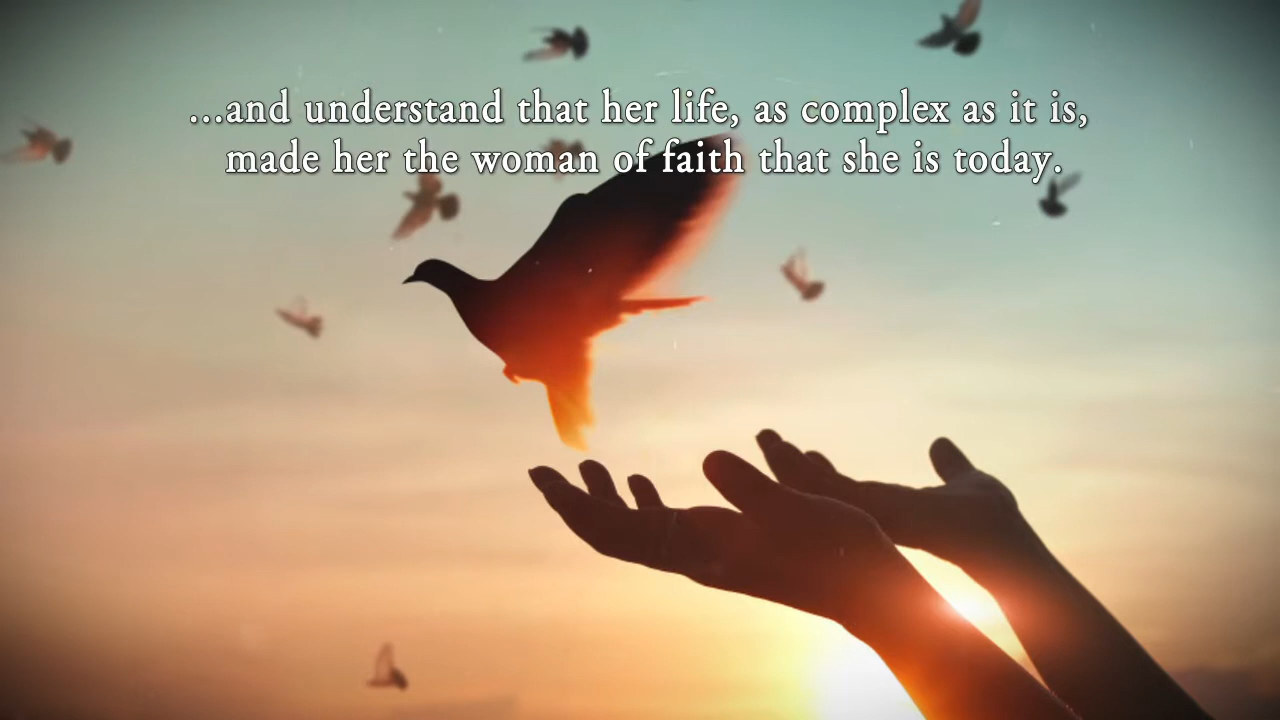 ...and understand that her life, as complex as it is,
made her the woman of faith that she is today.